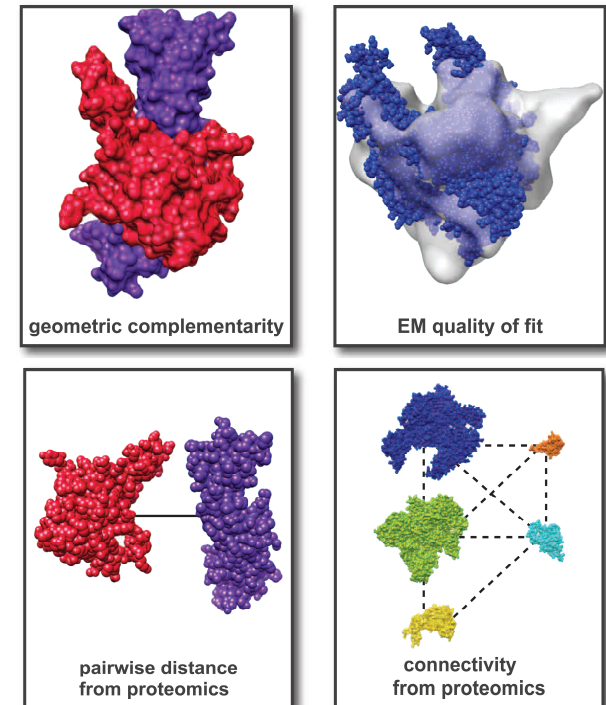 geometric complementarity
EM quality of fit
pairwise distance
from proteomics
connectivity
from proteomics